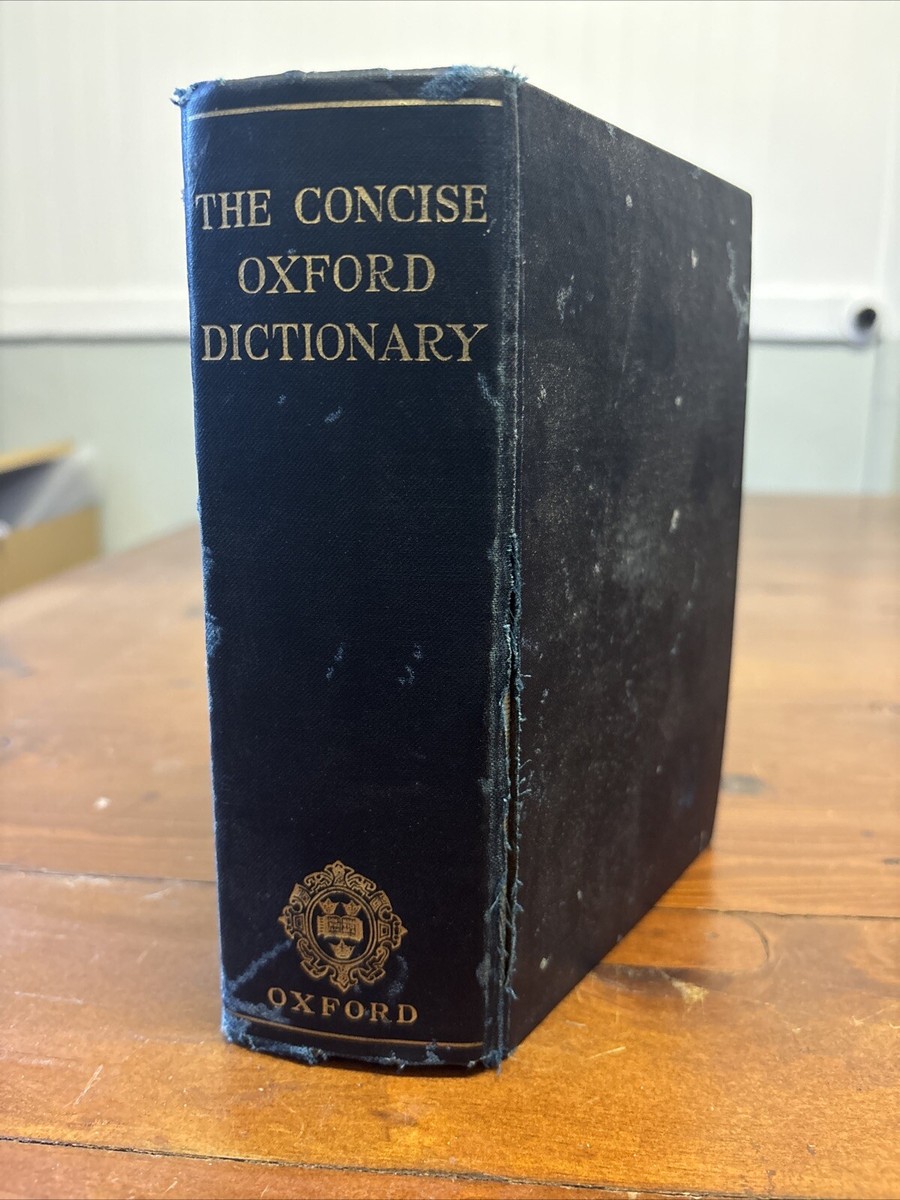 THE CONCISE
OXFORD
DICTIONARY
OXFORD